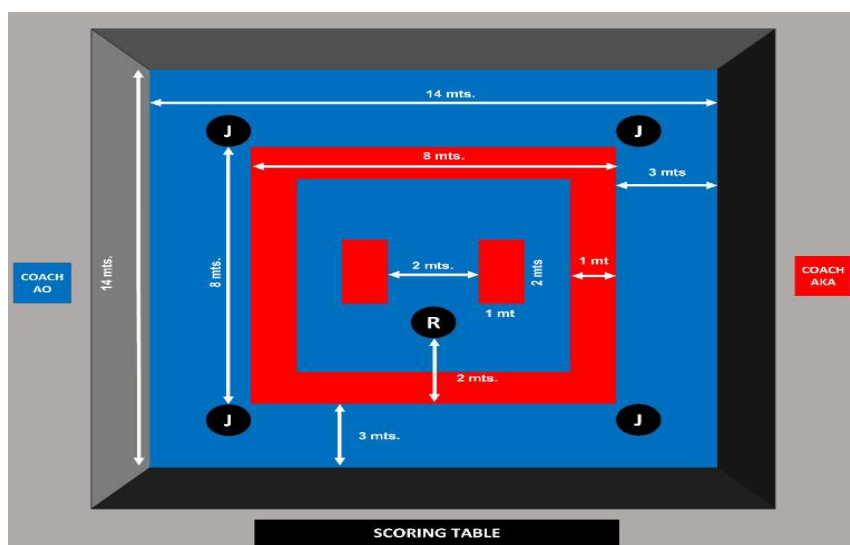 14 mts.
J
J
8 mts.
3 mts
COACH
AO
14 mts.
8 mts.
2 mts.
2 mts
1 mt
COACH
AKA
R
1 mt
2 mts.
J
J
3 mts.
SCORING TABLE